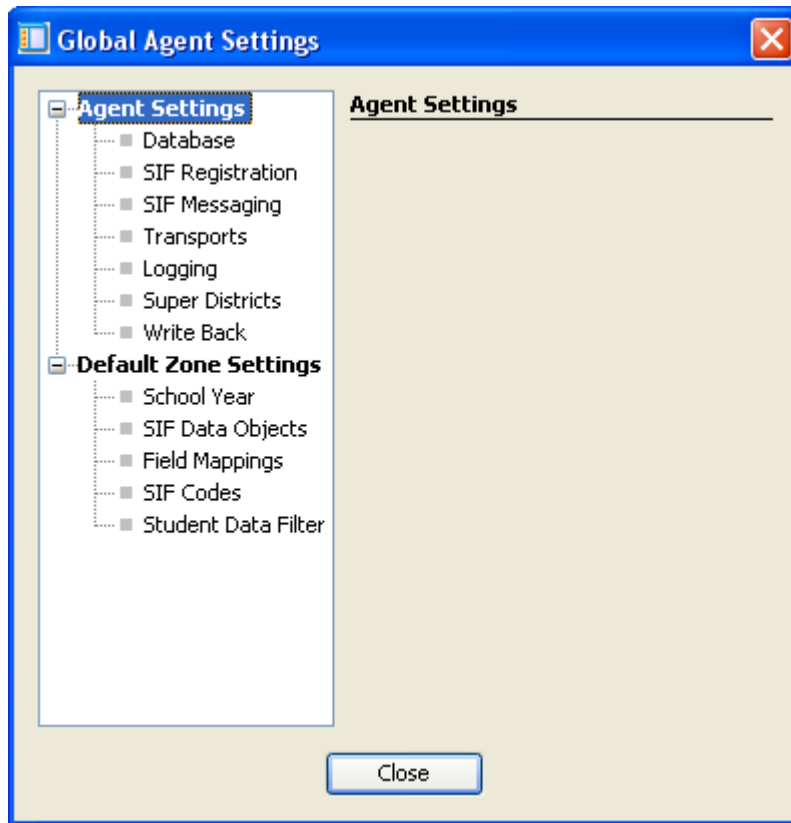 Global Agent Settings
Agent Settings
Database
SIF Registration
SIF Messaging
Transports
Logging
Super Districts
Write Back
Default Zone Settings
School Year
SIF Data Objects
Field Mappings
SIF Codes
Student Data Filter
Agent Settings
Close